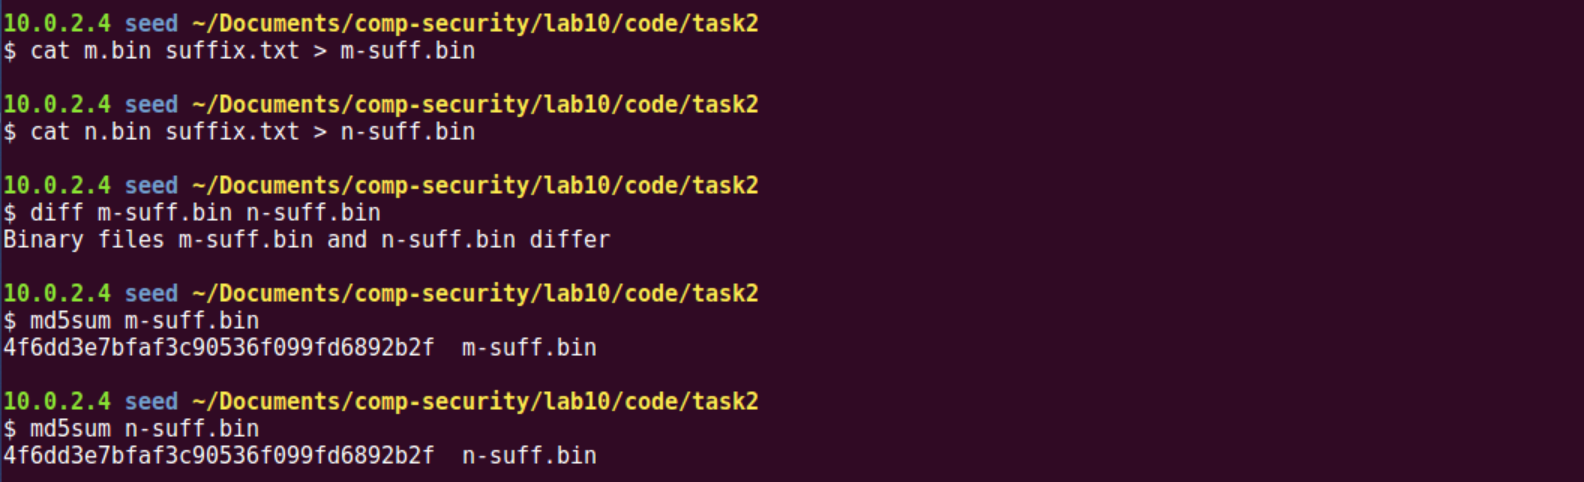 10.0.2.4 seed ~/Documents/comp-security/lab10/code/task2
$ cat m.bin suffix.txt > m-suff.bin
10.0.2.4 seed ~/Documents/comp-security/lab10/code/task2
$ cat n.bin suffix.txt > n-suff.bin
10.0.2.4 seed ~/Documents/comp-security/lab10/code/task2
$ diff m-suff.bin n-suff.bin
Binary files m-suff.bin and n-suff.bin differ
10.0.2.4 seed ~/Documents/comp-security/lab10/code/task2
$ md5sum m-suff.bin
4f6dd3e7bfaf3c90536f099fd6892b2f  m-suff.bin
10.0.2.4 seed ~/Documents/comp-security/lab10/code/task2
$ md5sum n-suff.bin
4f6dd3e7bfaf3c90536f099fd6892b2f  n-suff.bin